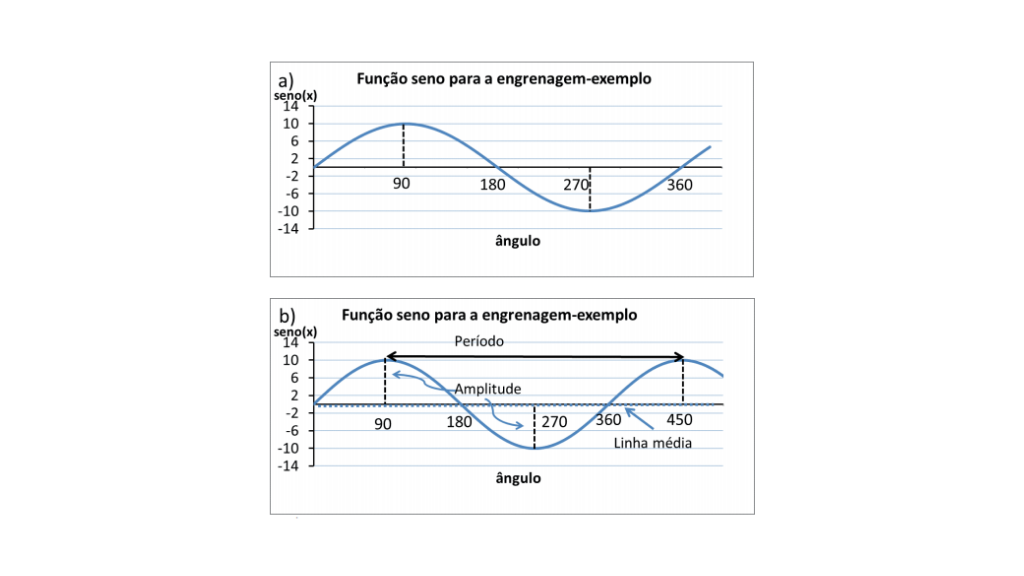 a)
Função seno para a engrenagem-exemplo
seno(x)
14
10
6
2
-2
-6
-10
-14
90
180
270
360
ângulo
b)
Função seno para a engrenagem-exemplo
seno(x)
14
10
6
2
-2
-6
-10
-14
Período
Amplitude
90
180
270
360
450
Linha média
ângulo